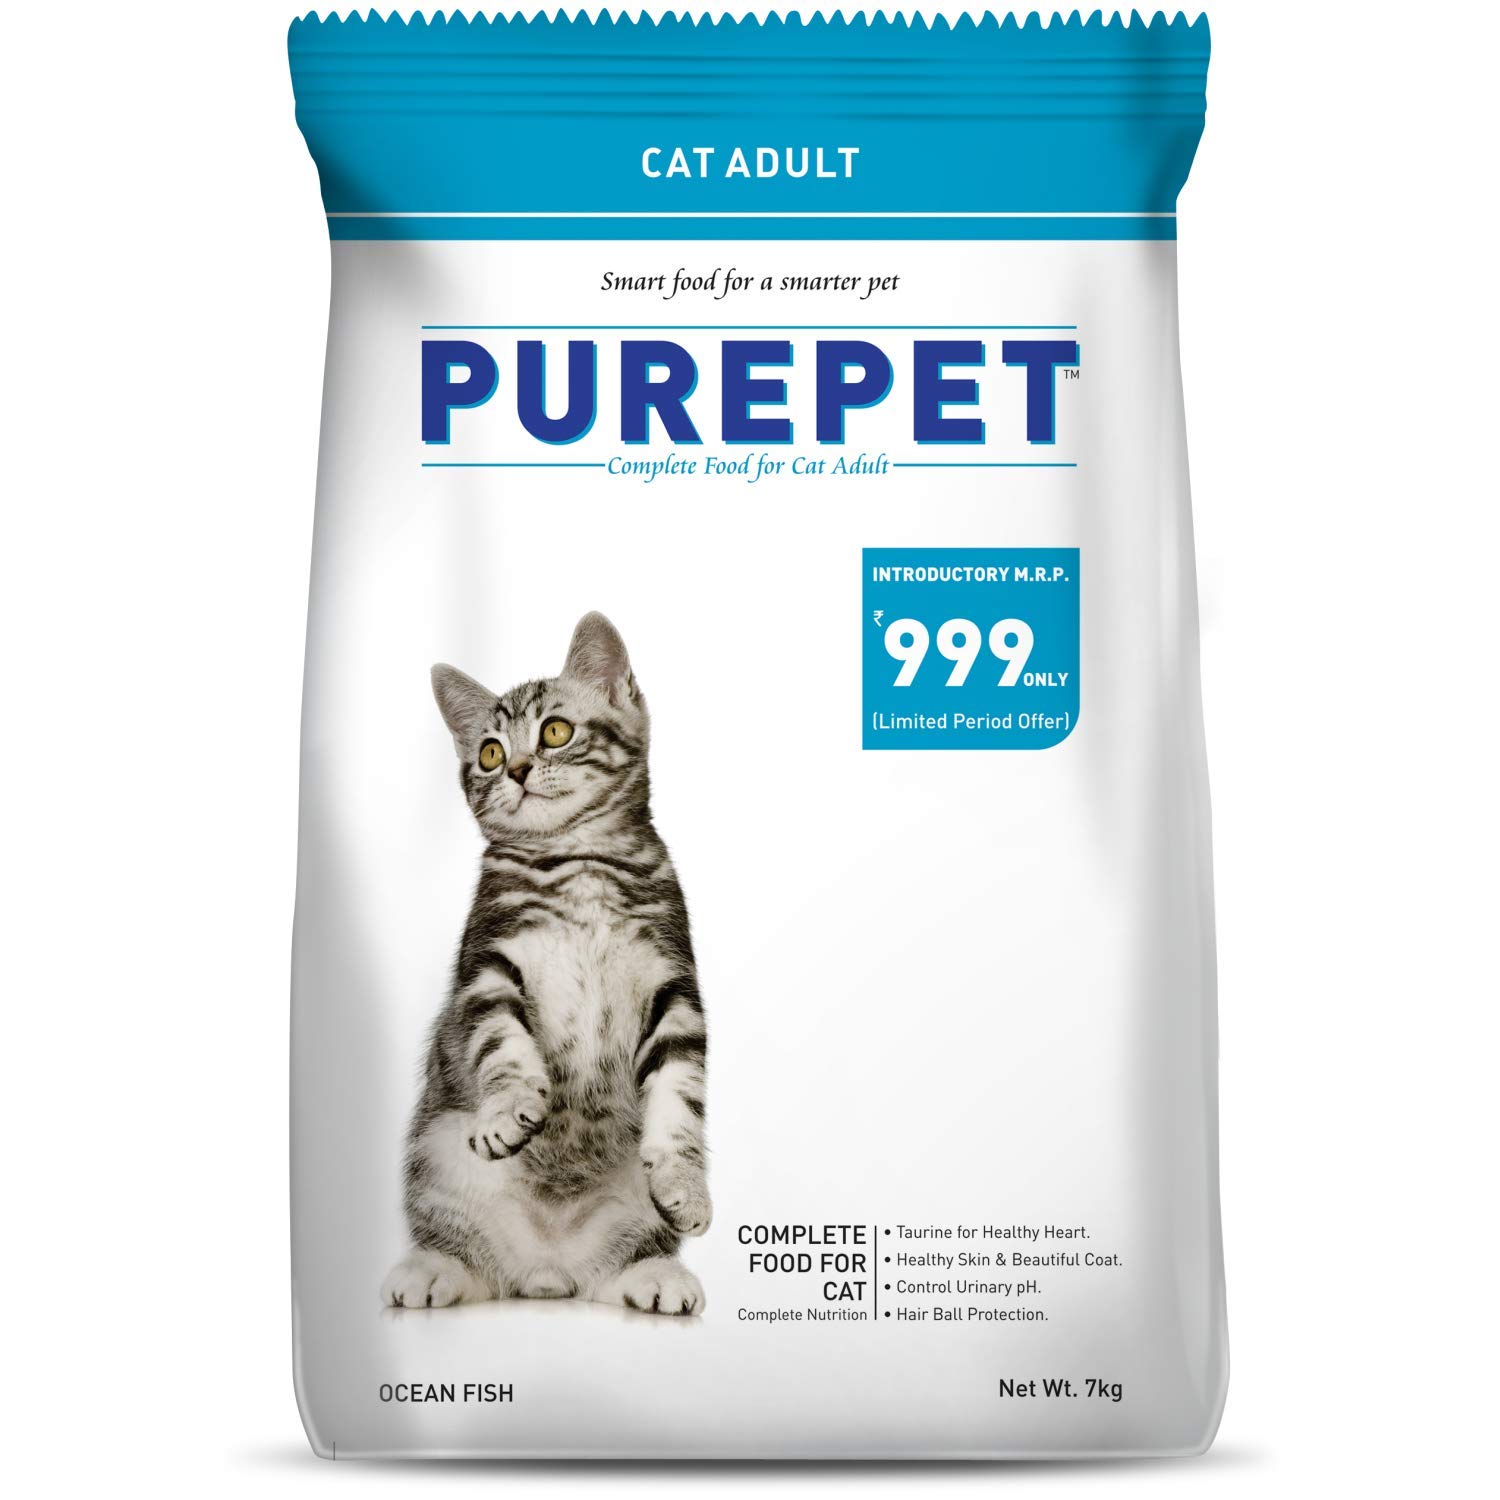 CAT ADULT
Smart food for a smarter pet
PUREPET™
Complete Food for Cat Adult
INTRODUCTORY M.R.P.
₹999 ONLY
(Limited Period Offer)
COMPLETE
FOOD FOR
CAT
Complete Nutrition
• Taurine for Healthy Heart.
• Healthy Skin & Beautiful Coat.
• Control Urinary pH.
• Hair Ball Protection.
OCEAN FISH
Net Wt. 7kg